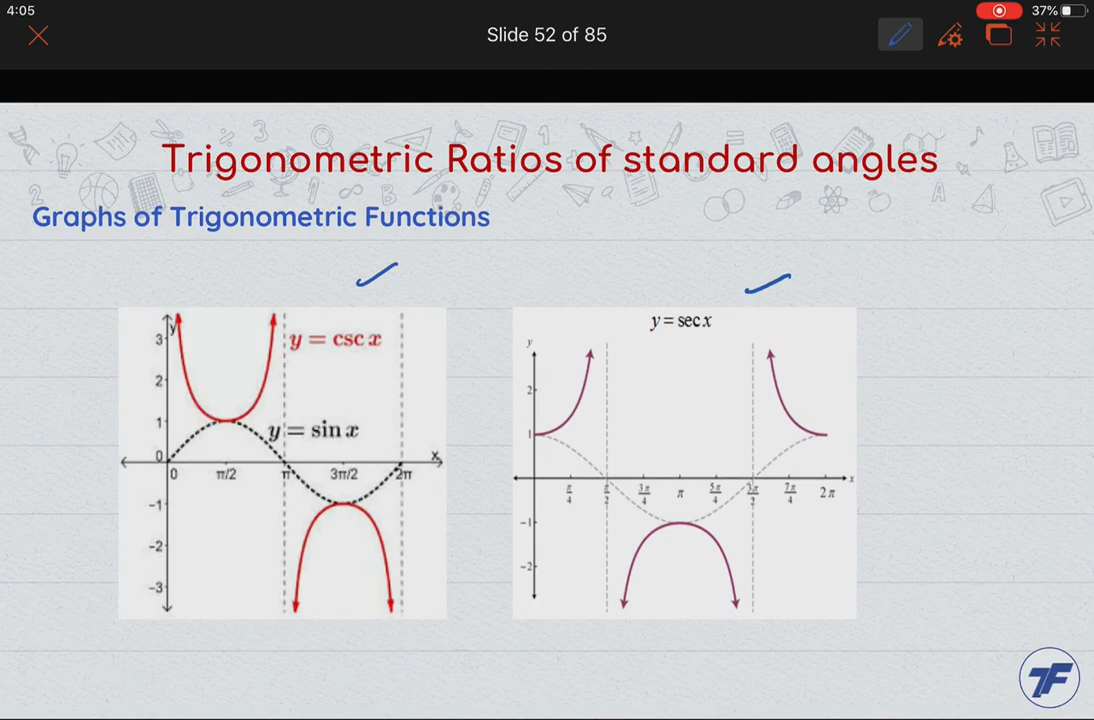 4:05
37%
Slide 52 of 85
Trigonometric Ratios of standard angles
Graphs of Trigonometric Functions
y = csc x
y = sin x
y
3
2
1
0
-1
-2
-3
0 π/2 π 3π/2 2π
x
y = sec x
y
2
1
-1
-2
π/4 π/2 3π/4 π 5π/4 3π/2 7π/4 2π
x
TF